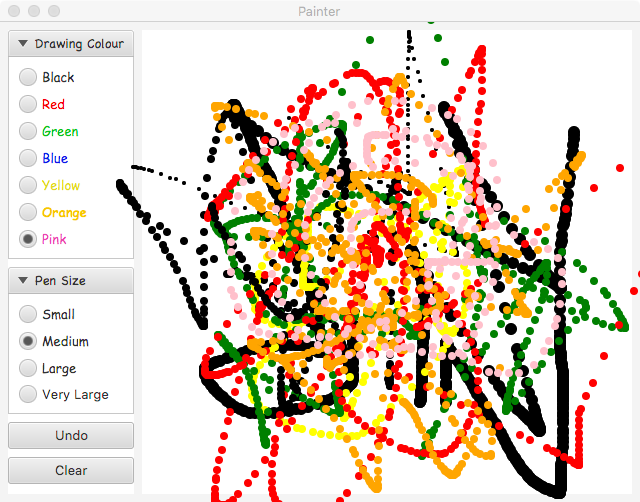 Painter
Drawing Colour
Black
Red
Green
Blue
Yellow
Orange
Pink
Pen Size
Small
Medium
Large
Very Large
Undo
Clear